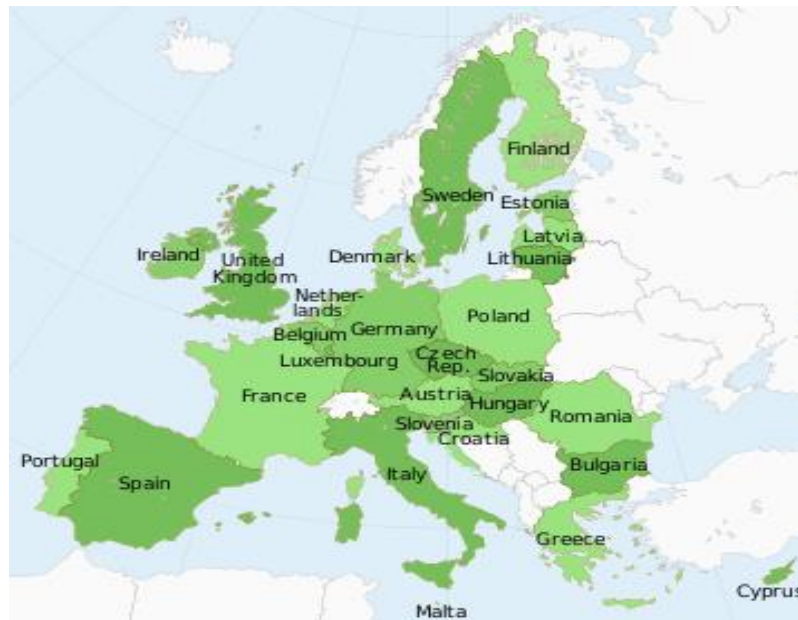 Finland
Sweden
Estonia
Latvia
Lithuania
Ireland
United
Kingdom
Denmark
Nether-
lands
Poland
Belgium
Germany
Luxembourg
Czech
Rep.
Slovakia
France
Austria
Hungary
Romania
Slovenia
Croatia
Portugal
Spain
Italy
Bulgaria
Greece
Cyprus
Malta